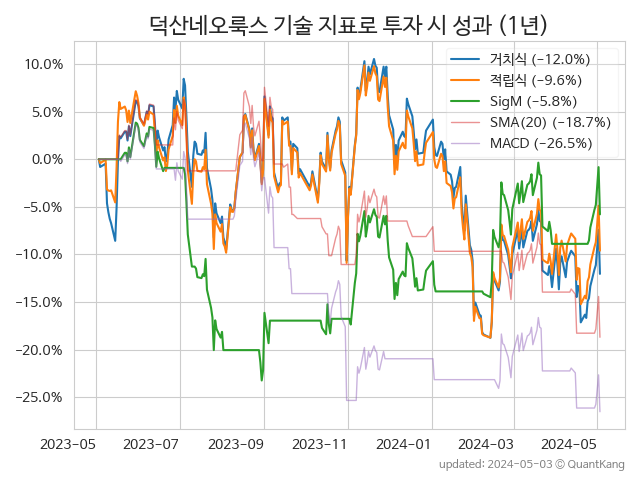 덕산네오룩스 기술 지표로 투자 시 성과 (1년)
거치식 (−12.0%)
적립식 (−9.6%)
SigM (−5.8%)
SMA(20) (−18.7%)
MACD (−26.5%)
10.0%
5.0%
0.0%
−5.0%
−10.0%
−15.0%
−20.0%
−25.0%
2023-05 2023-07 2023-09 2023-11 2024-01 2024-03 2024-05
updated: 2024-05-03 © QuantKang